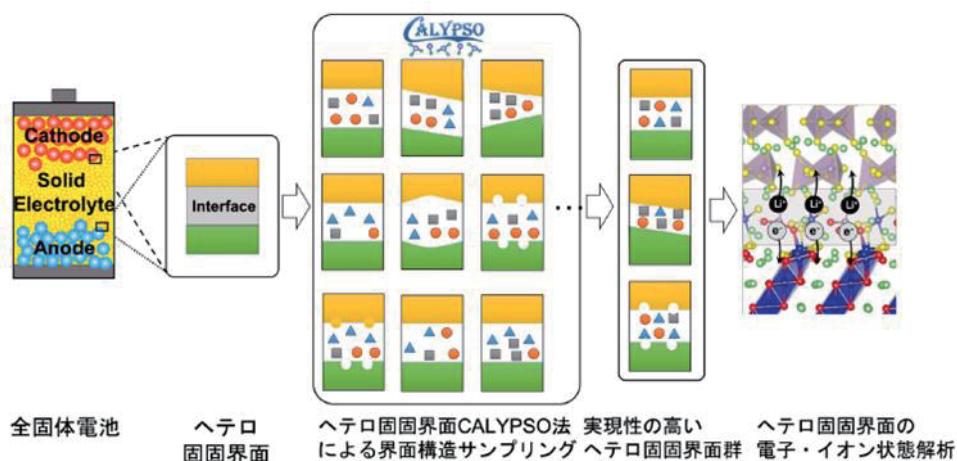 CALYPSO
Cathode
Solid
Electrolyte
Anode
Interface
...
Li⁺ Li⁺ Li⁺
e⁻ e⁻ e⁻
全固体電池
ヘテロ
固固界面
ヘテロ固固界面CALYPSO法
による界面構造サンプリング
実現性の高い
ヘテロ固固界面群
ヘテロ固固界面の
電子・イオン状態解析